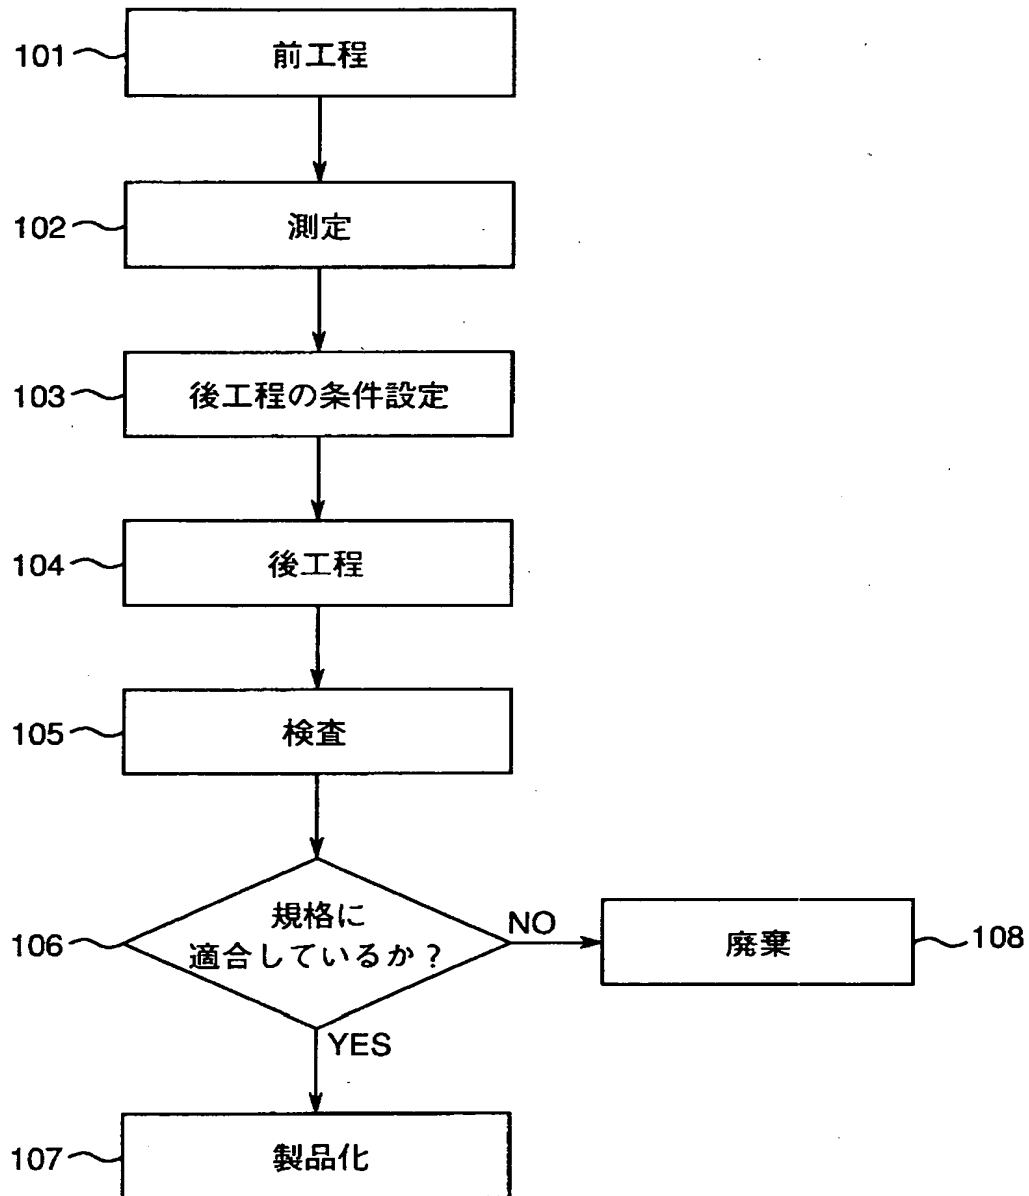 101
前工程
102
測定
103
後工程の条件設定
104
後工程
105
検査
106
規格に
適合しているか？
NO
廃棄
108
YES
107
製品化